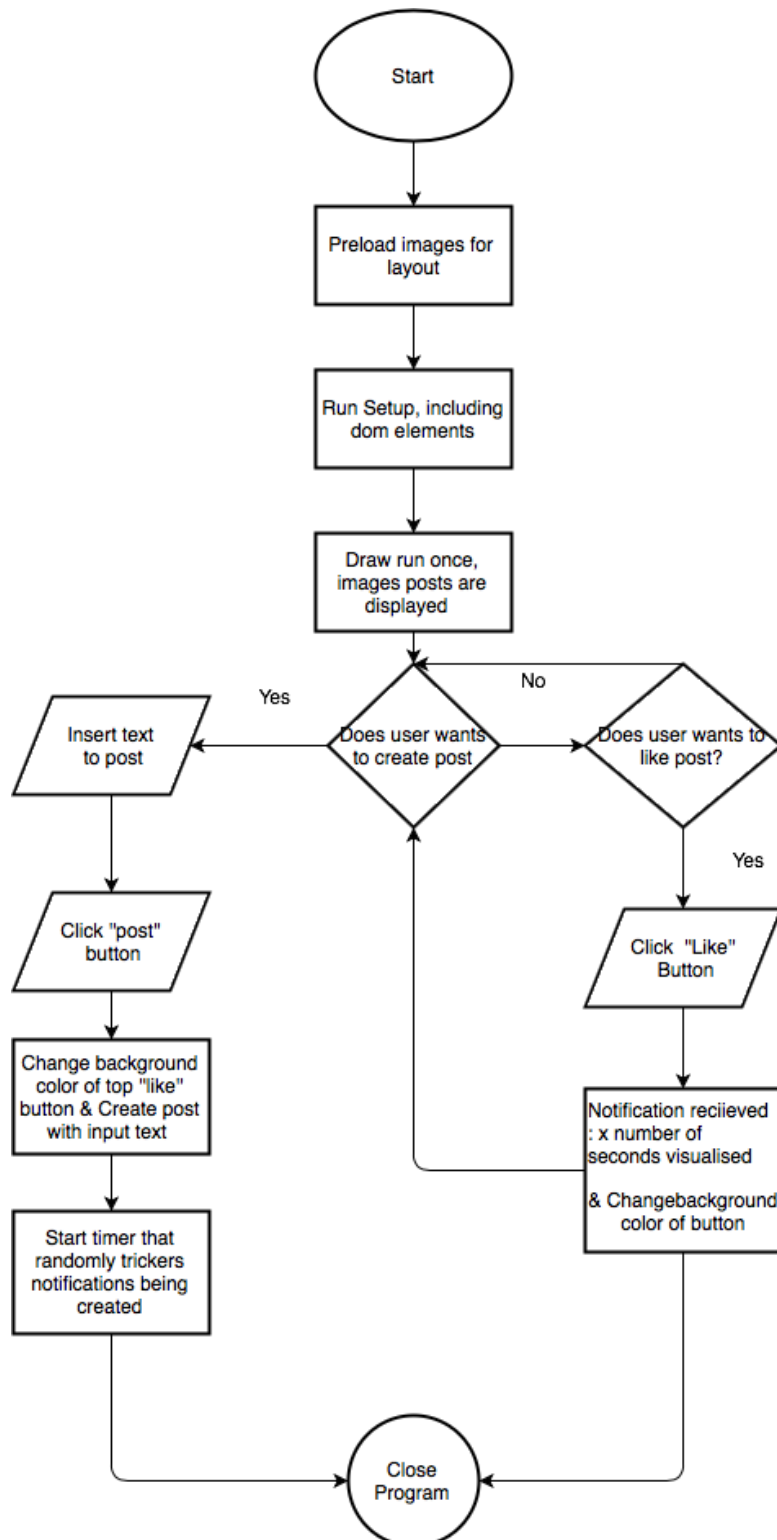 Start
Preload images for
layout
Run Setup, including
dom elements
Draw run once,
images posts are
displayed
Yes
No
Insert text
to post
Does user wants
to create post
Does user wants to
like post?
Yes
Click "post"
button
Click "Like"
Button
Change background
color of top "like"
button & Create post
with input text
Notification reciieved
: x number of
seconds visualised
& Changebackground
color of button
Start timer that
randomly trickers
notifications being
created
Close
Program